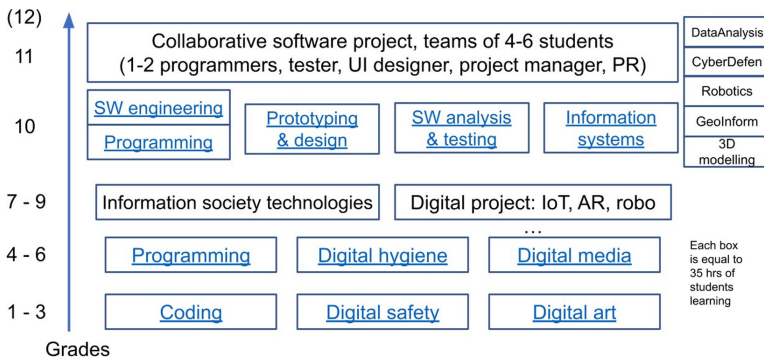 (12)
11
Collaborative software project, teams of 4-6 students
(1-2 programmers, tester, UI designer, project manager, PR)
DataAnalysis
CyberDefen
Robotics
GeoInform
3D
modelling
10
SW engineering
Programming
Prototyping
& design
SW analysis
& testing
Information
systems
7 - 9
Information society technologies
Digital project: IoT, AR, robo
...
4 - 6
Programming
Digital hygiene
Digital media
Each box
is equal to
35 hrs of
students
learning
1 - 3
Coding
Digital safety
Digital art
Grades